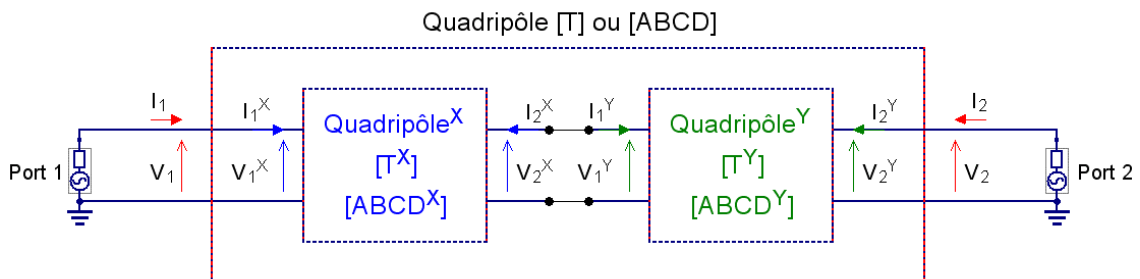 Quadripôle [T] ou [ABCD]
I₁ I₁ˣ I₂ˣ I₁ʸ I₂ʸ I₂
Quadripôleˣ Quadripôleʸ
Port 1 V₁ V₁ˣ [Tˣ] V₂ˣ V₁ʸ [Tʸ] V₂ʸ V₂ Port 2
[ABCDˣ] [ABCDʸ]